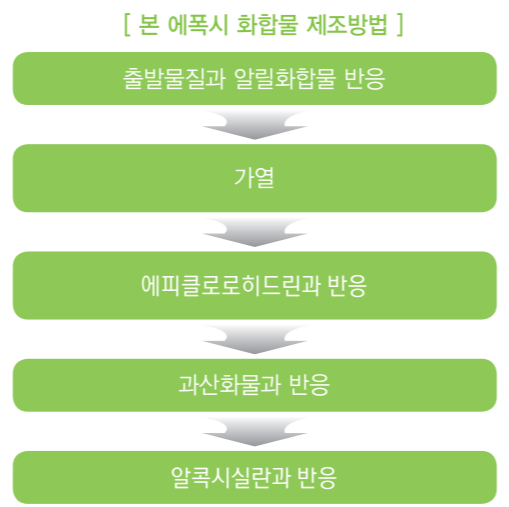 [ 본 에폭시 화합물 제조방법 ]
출발물질과 알릴화합물 반응
가열
에피클로로히드린과 반응
과산화물과 반응
알콕시실란과 반응